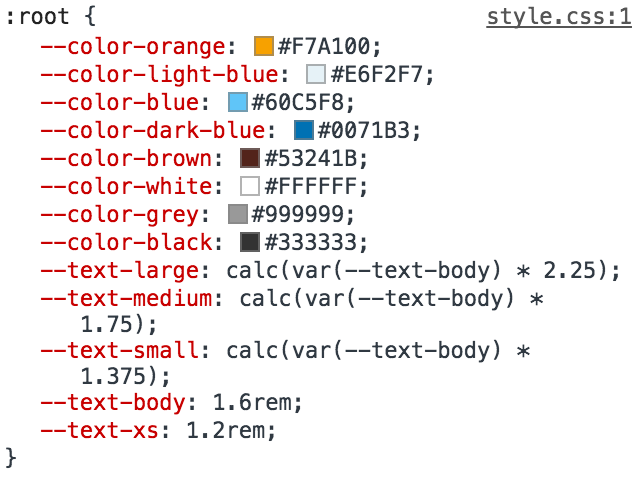 :root { style.css:1
--color-orange: #F7A100;
--color-light-blue: #E6F2F7;
--color-blue: #60C5F8;
--color-dark-blue: #0071B3;
--color-brown: #53241B;
--color-white: #FFFFFF;
--color-grey: #999999;
--color-black: #333333;
--text-large: calc(var(--text-body) * 2.25);
--text-medium: calc(var(--text-body) *
1.75);
--text-small: calc(var(--text-body) *
1.375);
--text-body: 1.6rem;
--text-xs: 1.2rem;
}